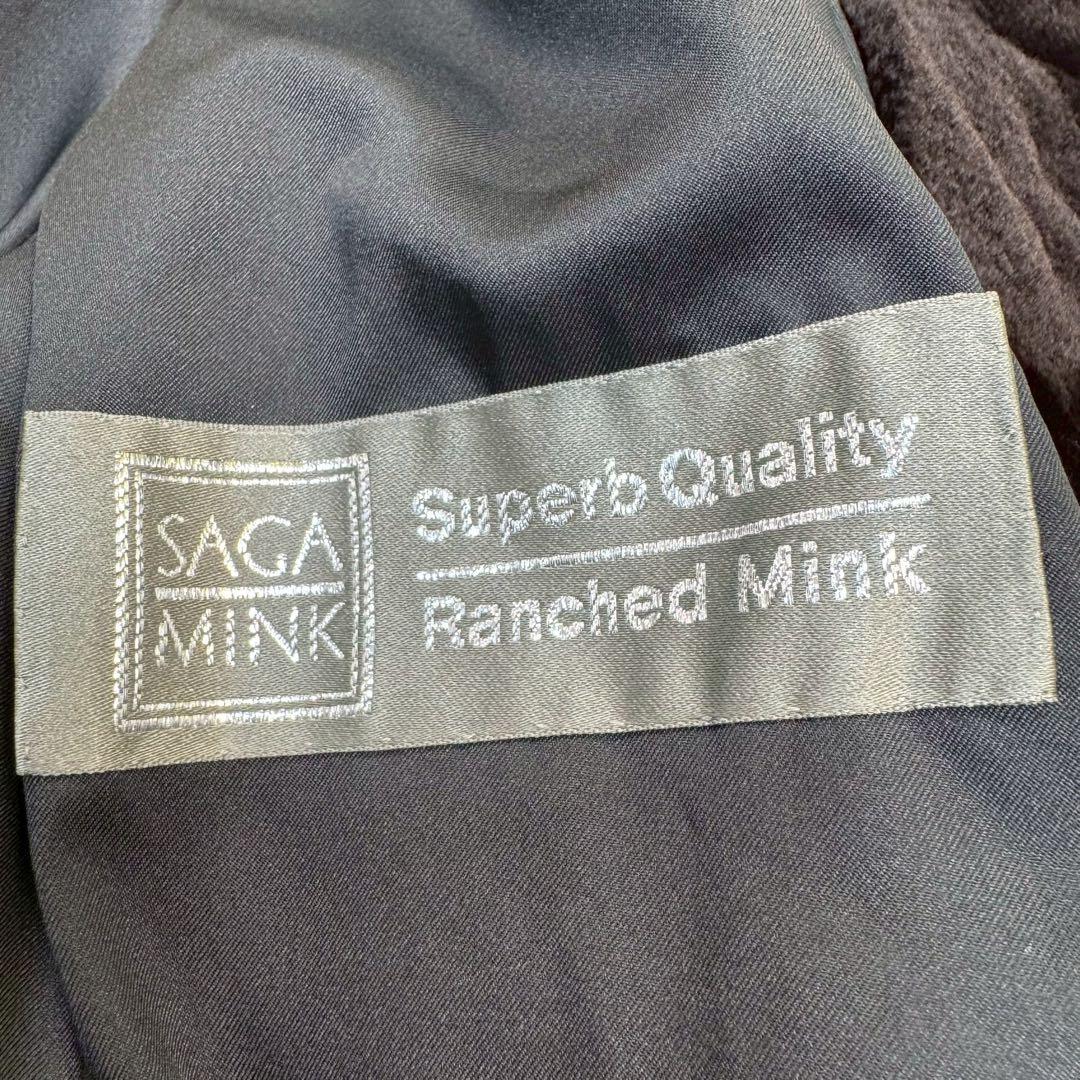 SAGA
MINK
Superb Quality
Ranched Mink